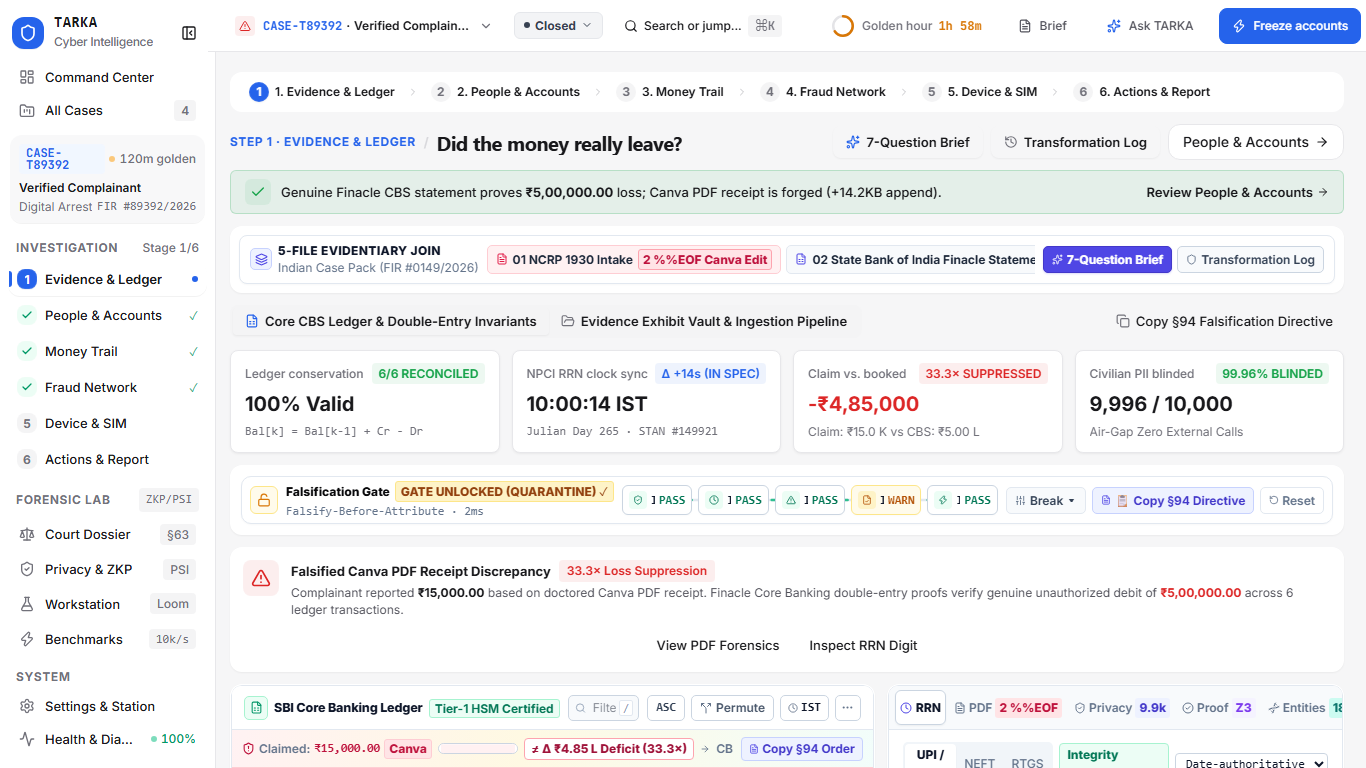 TARKA
Cyber Intelligence
CASE-T89392 · Verified Complain...
Closed
Search or jump... ⌘K
Golden hour 1h 58m
Brief
Ask TARKA
Freeze accounts
Command Center
All Cases 4
CASE-T89392
120m golden
Verified Complainant
Digital Arrest FIR #89392/2026
INVESTIGATION Stage 1/6
1 Evidence & Ledger
People & Accounts ✓
Money Trail ✓
Fraud Network ✓
5 Device & SIM
6 Actions & Report
FORENSIC LAB ZKP/PSI
Court Dossier §63
Privacy & ZKP PSI
Workstation Loom
Benchmarks 10k/s
SYSTEM
Settings & Station
Health & Dia... 100%
1 1. Evidence & Ledger
2 2. People & Accounts
3 3. Money Trail
4 4. Fraud Network
5 5. Device & SIM
6 6. Actions & Report
STEP 1 · EVIDENCE & LEDGER / Did the money really leave?
7-Question Brief
Transformation Log
People & Accounts →
Genuine Finacle CBS statement proves ₹5,00,000.00 loss; Canva PDF receipt is forged (+14.2KB append).
Review People & Accounts →
5-FILE EVIDENTIARY JOIN
Indian Case Pack (FIR #0149/2026)
01 NCRP 1930 Intake 2 %%EOF Canva Edit
02 State Bank of India Finacle Stateme
7-Question Brief
Transformation Log
Core CBS Ledger & Double-Entry Invariants
Evidence Exhibit Vault & Ingestion Pipeline
Copy §94 Falsification Directive
Ledger conservation 6/6 RECONCILED
100% Valid
Bal[k] = Bal[k-1] + Cr - Dr
NPCI RRN clock sync Δ +14s (IN SPEC)
10:00:14 IST
Julian Day 265 · STAN #149921
Claim vs. booked 33.3× SUPPRESSED
-₹4,85,000
Claim: ₹15.0 K vs CBS: ₹5.00 L
Civilian PII blinded 99.96% BLINDED
9,996 / 10,000
Air-Gap Zero External Calls
Falsification Gate GATE UNLOCKED (QUARANTINE) ✓
Falsify-Before-Attribute · 2ms
PASS
PASS
PASS
WARN
PASS
Break
📋 Copy §94 Directive
Reset
Falsified Canva PDF Receipt Discrepancy 33.3× Loss Suppression
Complainant reported ₹15,000.00 based on doctored Canva PDF receipt. Finacle Core Banking double-entry proofs verify genuine unauthorized debit of ₹5,00,000.00 across 6
ledger transactions.
View PDF Forensics
Inspect RRN Digit
SBI Core Banking Ledger Tier-1 HSM Certified
Filte /
ASC
Permute
IST
...
Claimed: ₹15,000.00 Canva
≠ Δ ₹4.85 L Deficit (33.3×)
→ CB
Copy §94 Order
RRN
PDF 2 %%EOF
Privacy 9.9k
Proof Z3
Entities 18
UPI /
NEFT
RTGS
Integrity
Date-authoritative